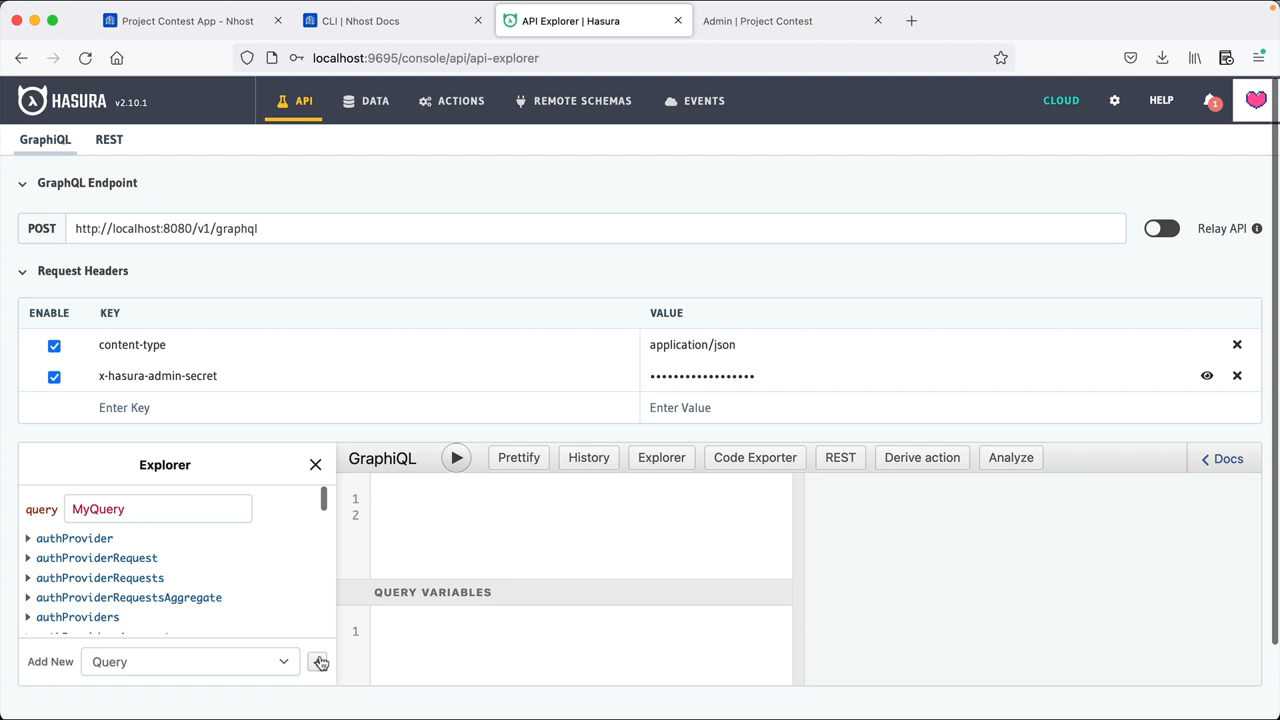 Project Contest App - Nhost
CLI | Nhost Docs
API Explorer | Hasura
Admin | Project Contest
localhost:9695/console/api/api-explorer
HASURA v2.10.1
API
DATA
ACTIONS
REMOTE SCHEMAS
EVENTS
CLOUD
HELP
1
GraphiQL
REST
GraphQL Endpoint
POST
http://localhost:8080/v1/graphql
Relay API
Request Headers
ENABLE KEY VALUE
content-type application/json
x-hasura-admin-secret ••••••••••••••••••
Enter Key Enter Value
Explorer
GraphiQL
Prettify
History
Explorer
Code Exporter
REST
Derive action
Analyze
Docs
query MyQuery
authProvider
authProviderRequest
authProviderRequests
authProviderRequestsAggregate
authProviders
Add New Query
1
2
QUERY VARIABLES
1